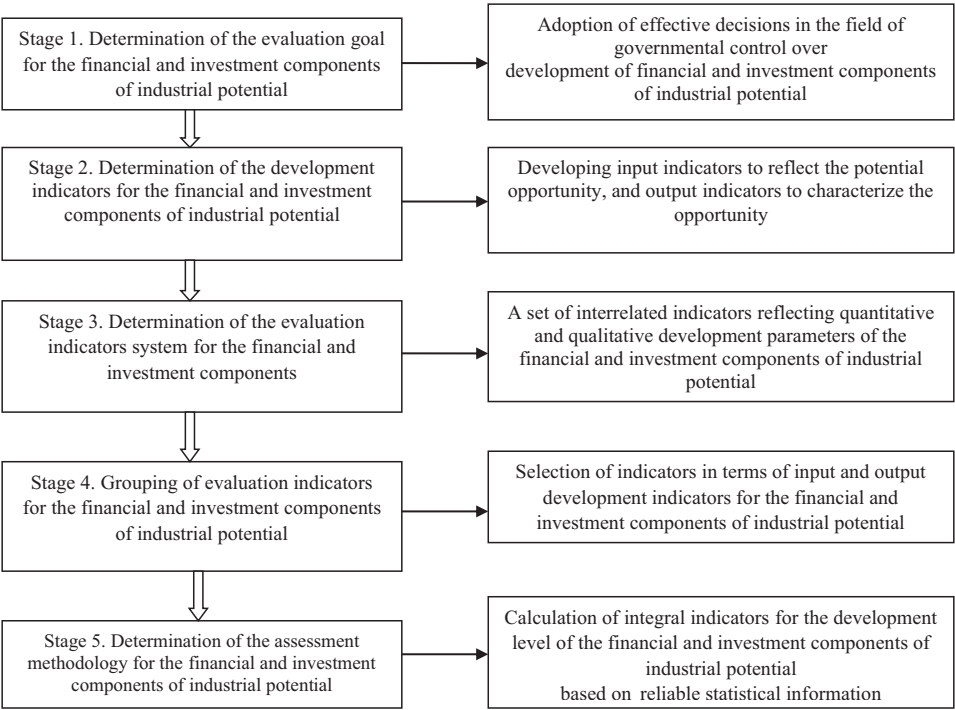 Stage 1. Determination of the evaluation goal
for the financial and investment components
of industrial potential
Adoption of effective decisions in the field of
governmental control over
development of financial and investment components
of industrial potential
Stage 2. Determination of the development
indicators for the financial and investment
components of industrial potential
Developing input indicators to reflect the potential
opportunity, and output indicators to characterize the
opportunity
Stage 3. Determination of the evaluation
indicators system for the financial and
investment components
A set of interrelated indicators reflecting quantitative
and qualitative development parameters of the
financial and investment components of industrial
potential
Stage 4. Grouping of evaluation indicators
for the financial and investment components
of industrial potential
Selection of indicators in terms of input and output
development indicators for the financial and
investment components of industrial potential
Stage 5. Determination of the assessment
methodology for the financial and investment
components of industrial potential
Calculation of integral indicators for the development
level of the financial and investment components of
industrial potential
based on reliable statistical information